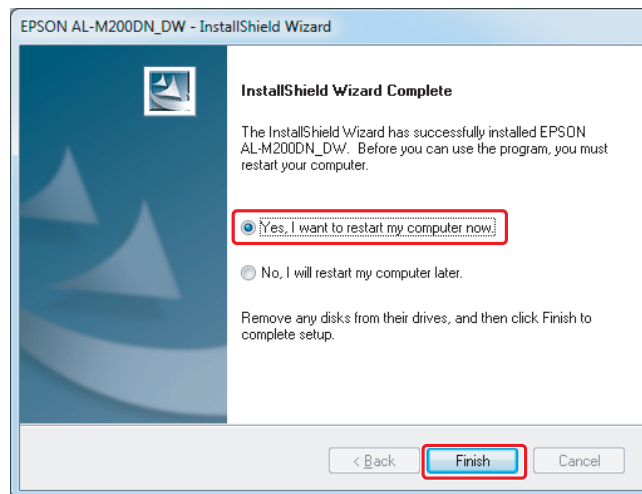 EPSON AL-M200DN_DW - InstallShield Wizard
InstallShield Wizard Complete
The InstallShield Wizard has successfully installed EPSON
AL-M200DN_DW. Before you can use the program, you must
restart your computer.
Yes, I want to restart my computer now.
No, I will restart my computer later.
Remove any disks from their drives, and then click Finish to
complete setup.
< Back Finish Cancel